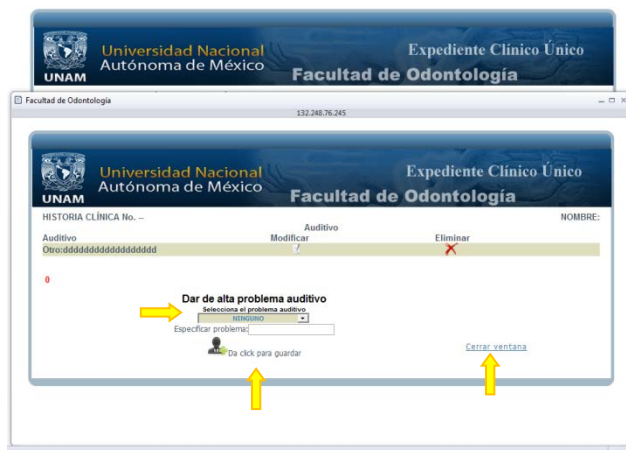 Universidad Nacional
Autónoma de México
Expediente Clínico Único
Facultad de Odontología
UNAM
Facultad de Odontología
132.248.76.245
Universidad Nacional
Autónoma de México
Expediente Clínico Único
Facultad de Odontología
UNAM
HISTORIA CLÍNICA No. –
NOMBRE:
Auditivo
Auditivo Modificar Eliminar
Otro:dddddddddddddddddd
0
Dar de alta problema auditivo
Selecciona el problema auditivo
NINGUNO
Especificar problema:
Da click para guardar
Cerrar ventana